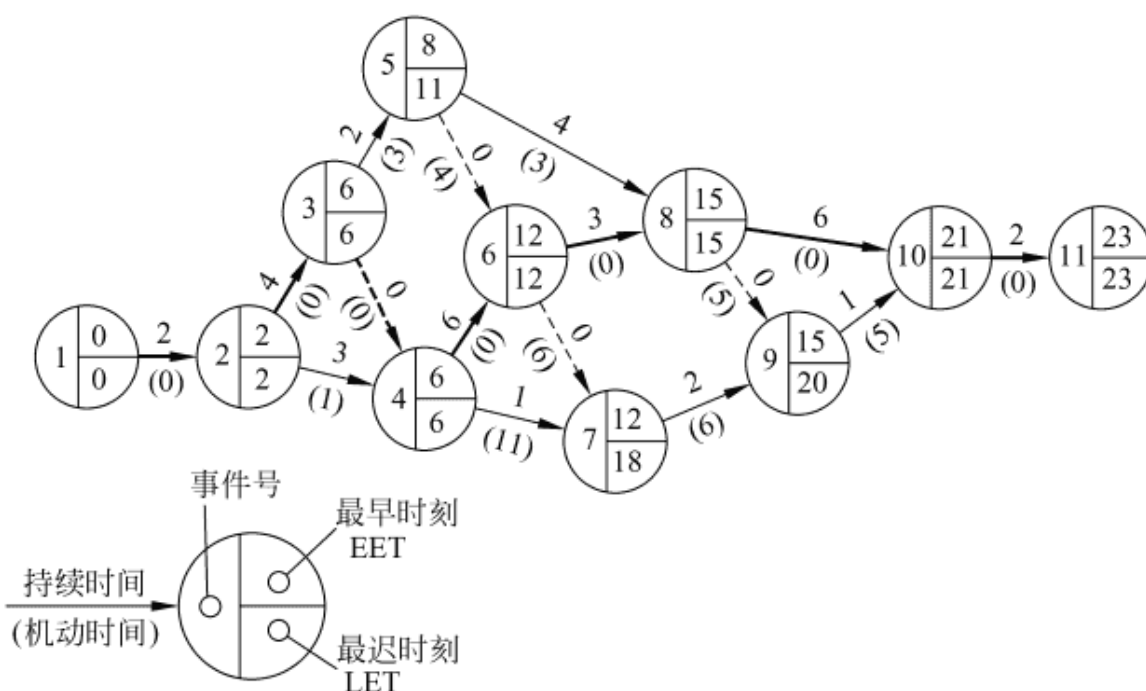 5 8 11
2 (3)
(4) 0
4 (3)
3 6 6
4 (0)
(0) 0
6 12 12
3 (0)
8 15 15
6 (0)
10 21 21
2 (0)
11 23 23
1 0 0
2 (0)
2 2 2
3 (1)
4 6 6
6 (0)
(6) 0
1 (11)
7 12 18
2 (6)
(5) 0
9 15 20
1 (5)
事件号
最早时刻
EET
持续时间
(机动时间)
最迟时刻
LET